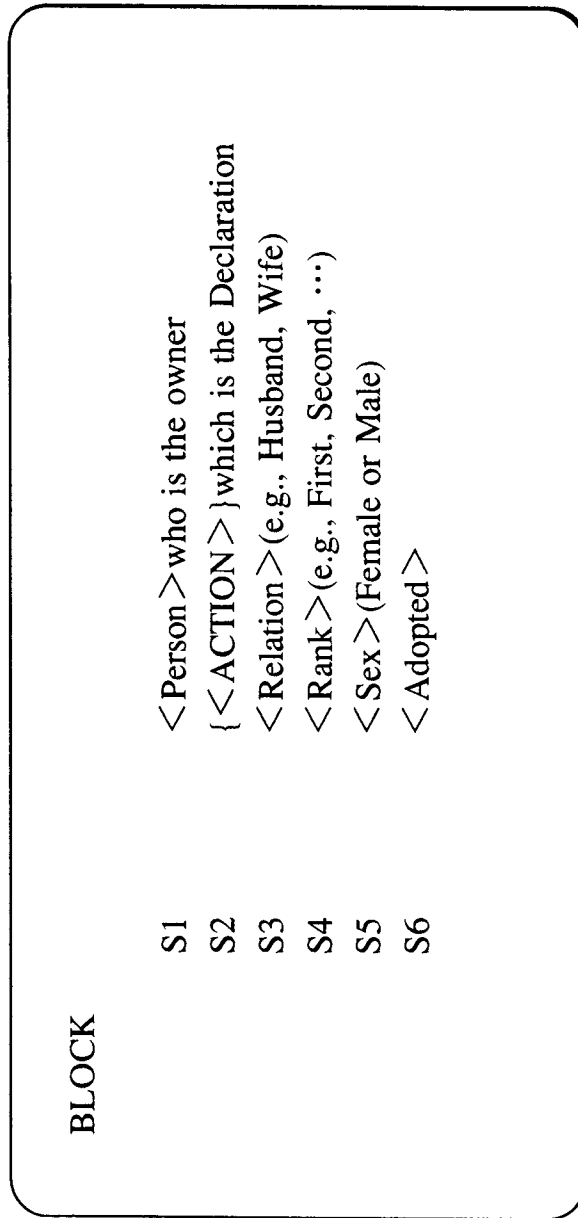 BLOCK
S1 <Person>who is the owner
S2 {<ACTION>}which is the Declaration
S3 <Relation>(e.g., Husband, Wife)
S4 <Rank>(e.g., First, Second, ⋯)
S5 <Sex>(Female or Male)
S6 <Adopted>